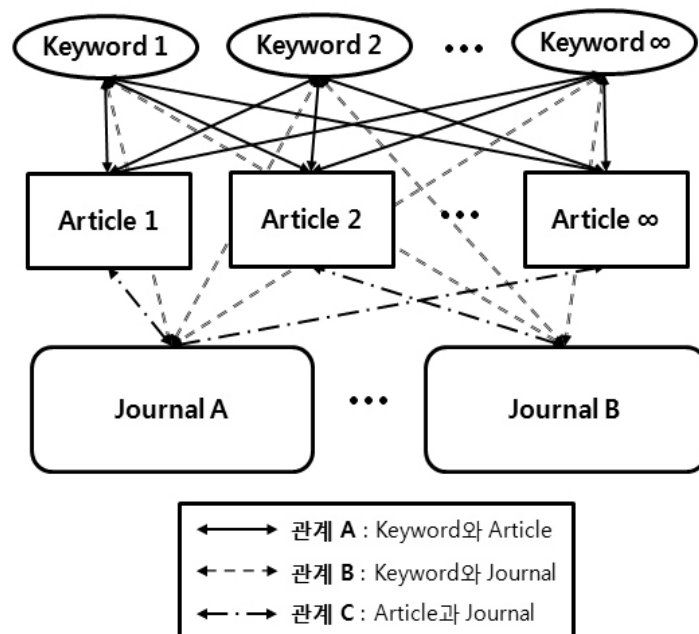 Keyword 1 Keyword 2 ••• Keyword ∞
Article 1 Article 2 ••• Article ∞
Journal A ••• Journal B
관계 A : Keyword와 Article
관계 B : Keyword와 Journal
관계 C : Article과 Journal